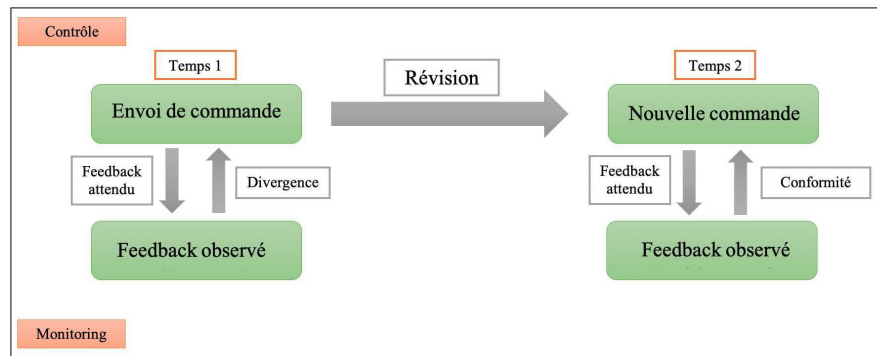 Contrôle
Temps 1
Temps 2
Révision
Envoi de commande
Nouvelle commande
Feedback
attendu
Divergence
Feedback
attendu
Conformité
Feedback observé
Feedback observé
Monitoring